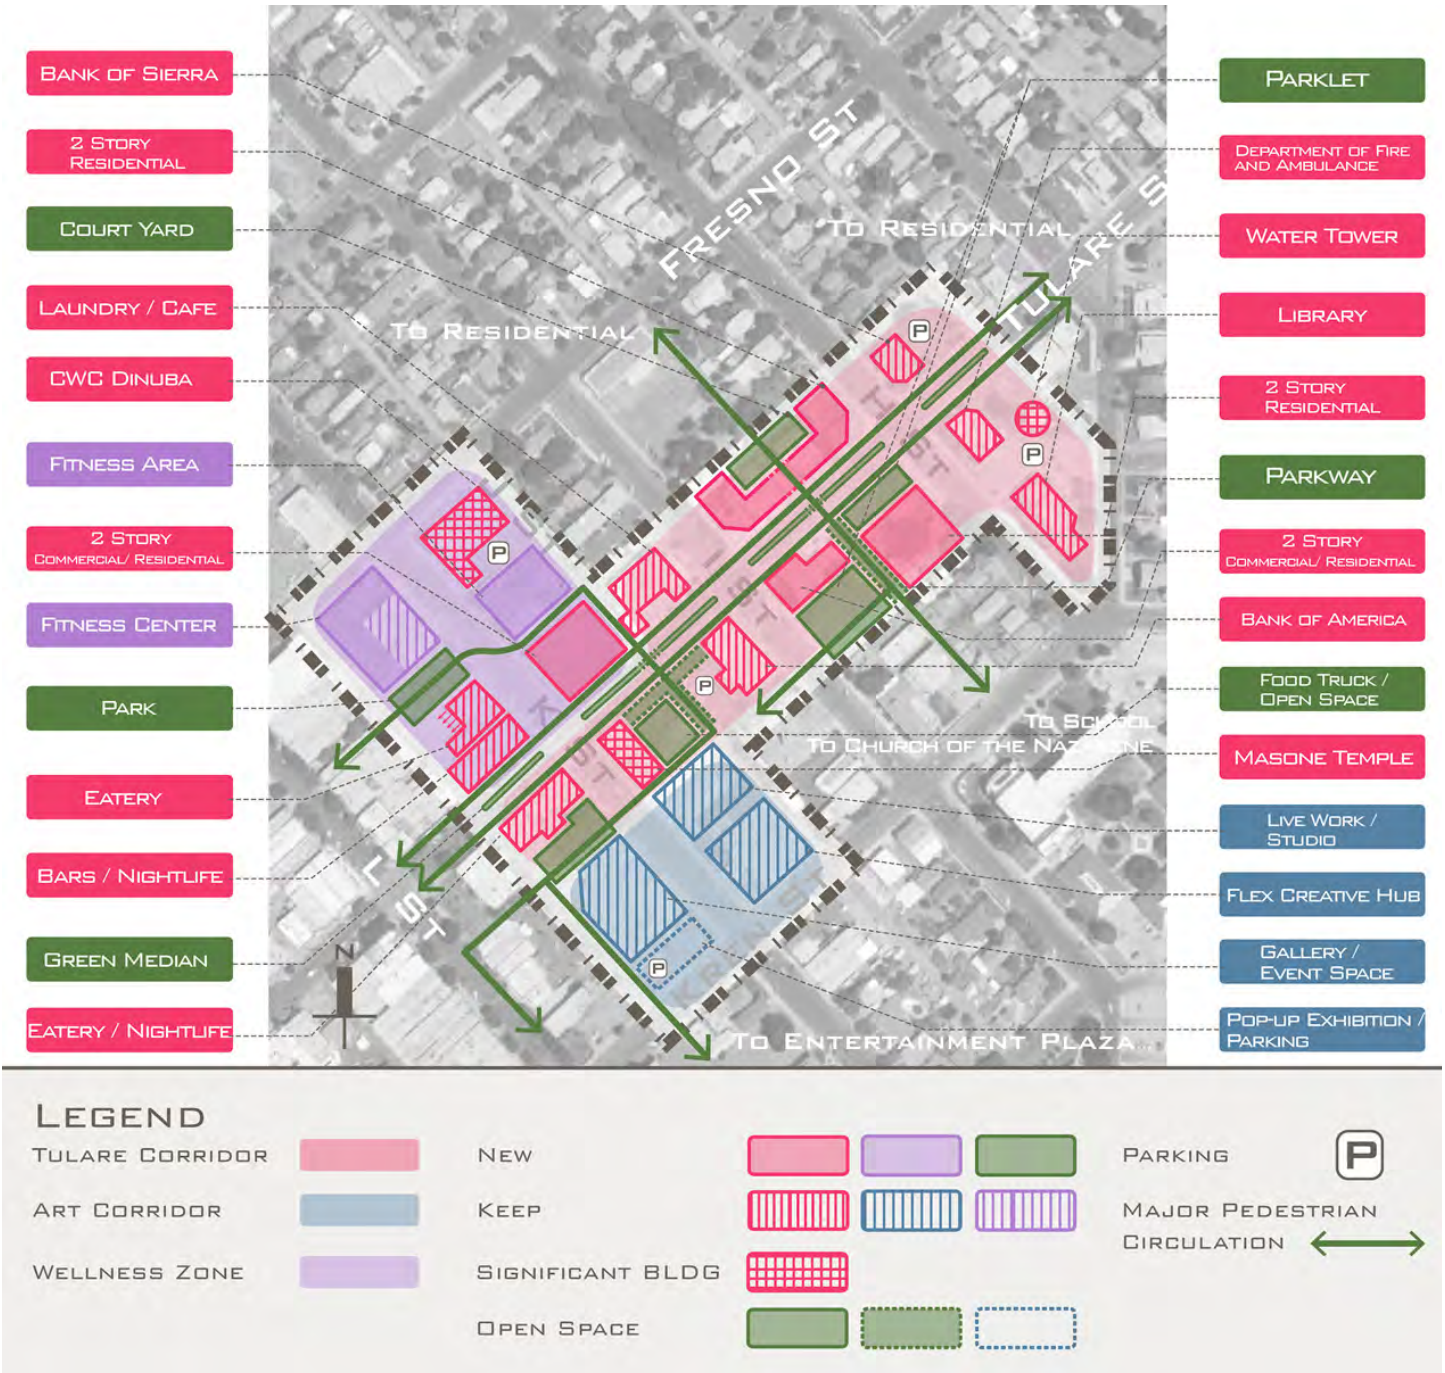 BANK OF SIERRA
2 STORY
RESIDENTIAL
COURT YARD
LAUNDRY / CAFE
CWC DINUBA
FITNESS AREA
2 STORY
COMMERCIAL/ RESIDENTIAL
FITNESS CENTER
PARK
EATERY
BARS / NIGHTLIFE
GREEN MEDIAN
EATERY / NIGHTLIFE
FRESNO ST
TULARE S
"TO RESIDENTIAL
TO RESIDENTIAL
H ST
ST
K ST
L ST
P
P
P
P
P
N
TO SCHOOL
TO CHURCH OF THE NAZARENE
TO ENTERTAINMENT PLAZA...
PARKLET
DEPARTMENT OF FIRE
AND AMBULANCE
WATER TOWER
LIBRARY
2 STORY
RESIDENTIAL
PARKWAY
2 STORY
COMMERCIAL/ RESIDENTIAL
BANK OF AMERICA
FOOD TRUCK /
OPEN SPACE
MASONE TEMPLE
LIVE WORK /
STUDIO
FLEX CREATIVE HUB
GALLERY /
EVENT SPACE
POP-UP EXHIBITION /
PARKING
LEGEND
TULARE CORRIDOR
ART CORRIDOR
WELLNESS ZONE
NEW
KEEP
SIGNIFICANT BLDG
OPEN SPACE
PARKING
P
MAJOR PEDESTRIAN
CIRCULATION